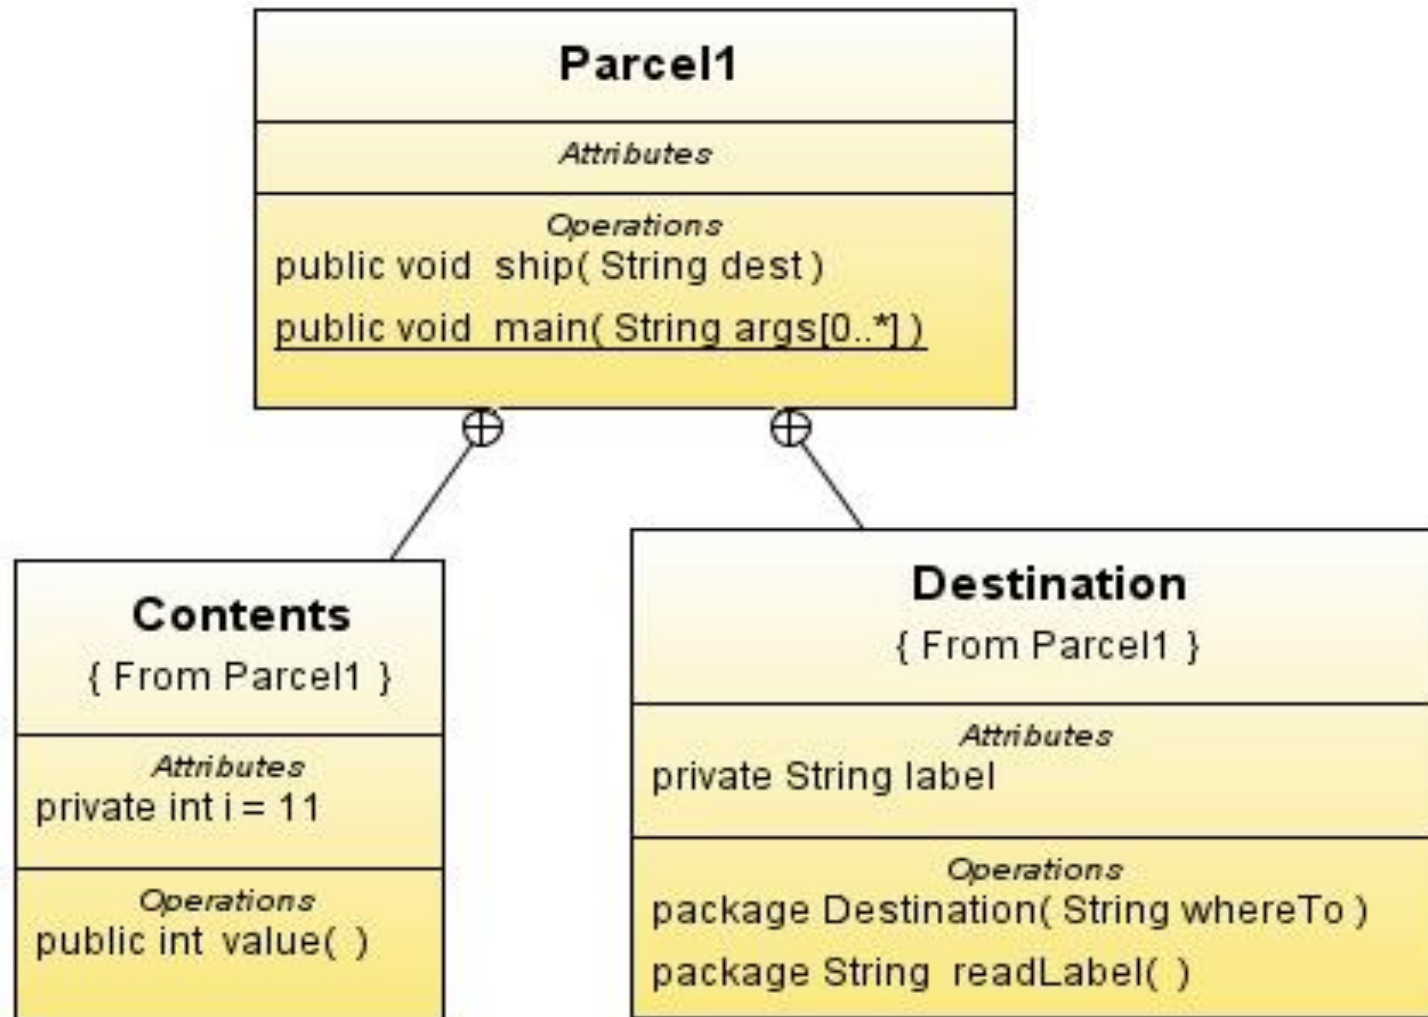 Parcel1
Attributes
Operations
public void ship( String dest )
public void main( String args[0..*] )
Contents
{ From Parcel1 }
Attributes
private int i = 11
Operations
public int value( )
Destination
{ From Parcel1 }
Attributes
private String label
Operations
package Destination( String whereTo )
package String readLabel( )